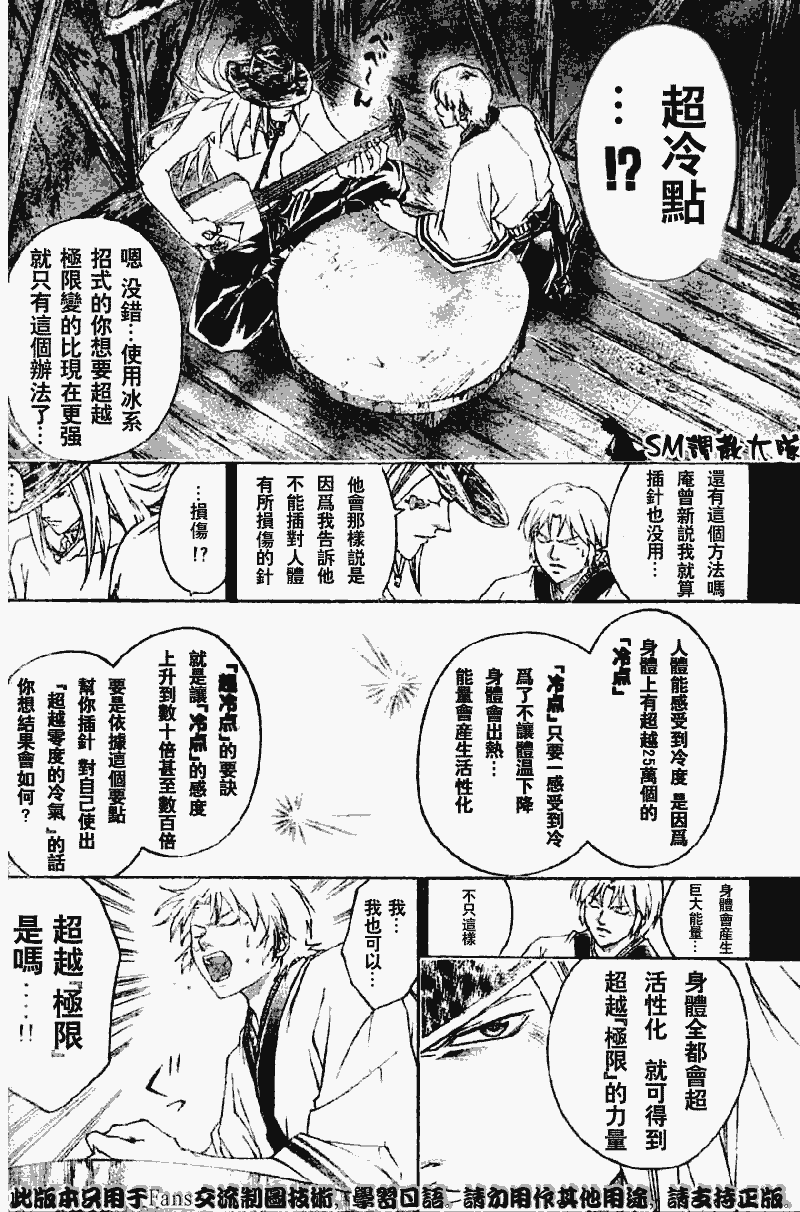 超冷點
…!?
べべ〜ん
嗯 没錯…使用冰系
招式的你想要超越
極限變的比現在更强
就只有這個辦法了…
SM調教大隊
還有這個方法嗎
庵曾新説我就算
插針也没用…
他會那樣説是
因爲我告訴他
不能插對人體
有所損傷的針
…損傷!?
人體能感受到冷度 是因爲
身體上有超越25萬個的
「冷点」
「冷点」只要一感受到冷
爲了不讓體温下降
身體會出熱…
能量會産生活性化
「超冷点」的要訣
就是讓「冷点」的感度
上升到數十倍甚至數百倍
要是依據這個要點
幫你插針 對自己使出
『超越零度的冷氣』的話
你想結果會如何?
身體會産生
巨大能量…
不只這樣
身體全都會超
活性化 就可得到
超越『極限』的力量
我…
我也可以…
超越『極限』
是嗎…!!
此版本只用于Fans交流制圖技術，學習口語。請勿用作其他用途，請支持正版。